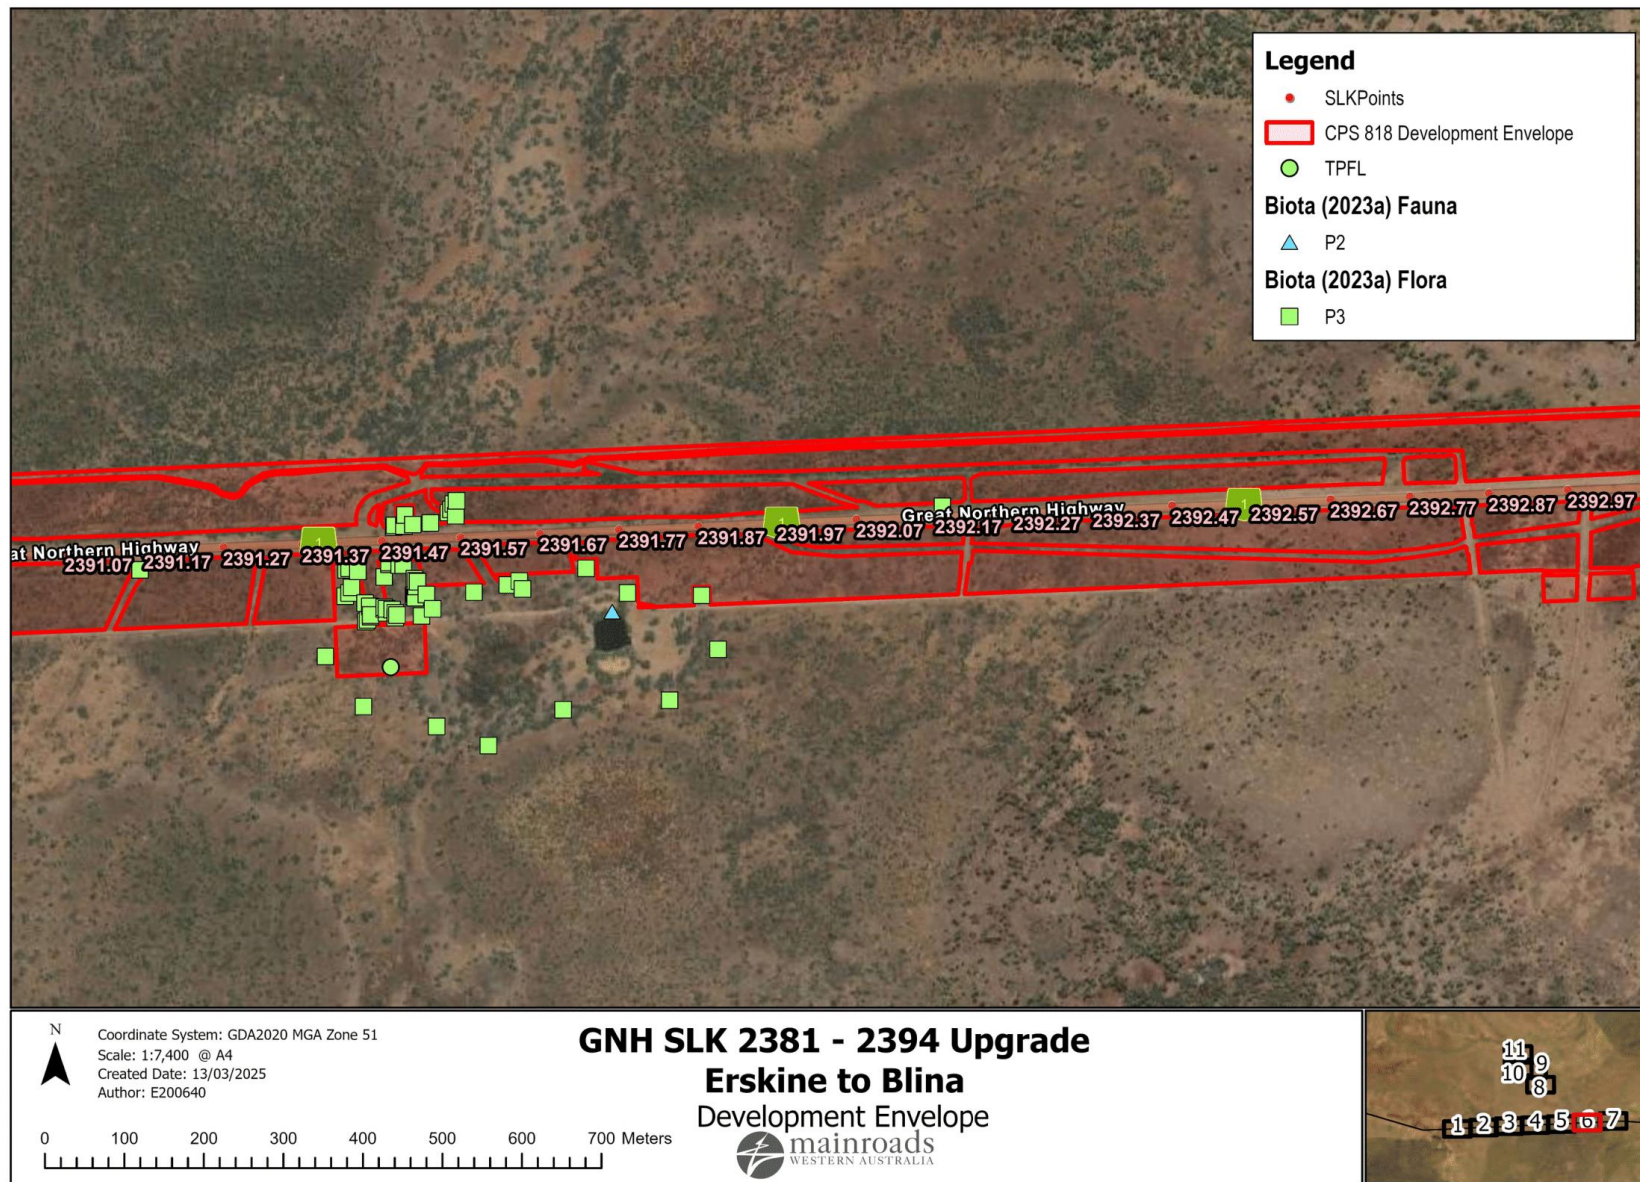 Legend
SLKPoints
CPS 818 Development Envelope
TPFL
Biota (2023a) Fauna
P2
Biota (2023a) Flora
P3
Great Northern Highway
at Northern Highway
1
1
1
2391.07 2391.17 2391.27 2391.37 2391.47 2391.57 2391.67 2391.77 2391.87 2391.97 2392.07 2392.17 2392.27 2392.37 2392.47 2392.57 2392.67 2392.77 2392.87 2392.97
N
Coordinate System: GDA2020 MGA Zone 51
Scale: 1:7,400 @ A4
Created Date: 13/03/2025
Author: E200640
0 100 200 300 400 500 600 700 Meters
GNH SLK 2381 - 2394 Upgrade
Erskine to Blina
Development Envelope
mainroads
WESTERN AUSTRALIA
11
9
10
8
1 2 3 4 5 6 7